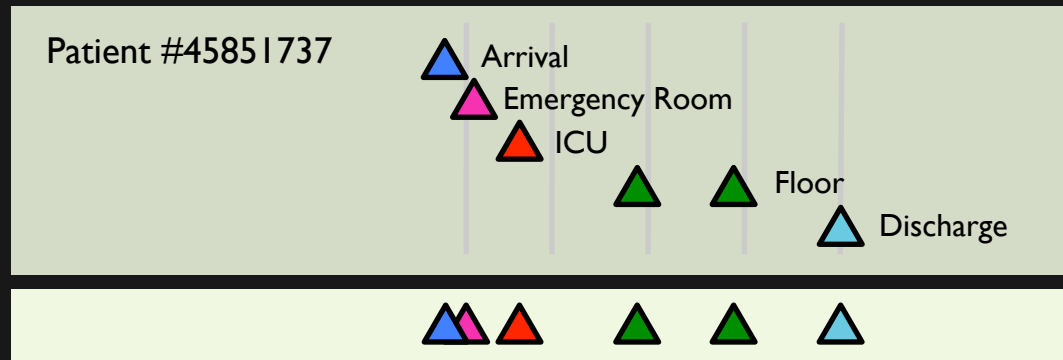 Patient #45851737
Arrival
Emergency Room
ICU
Floor
Discharge